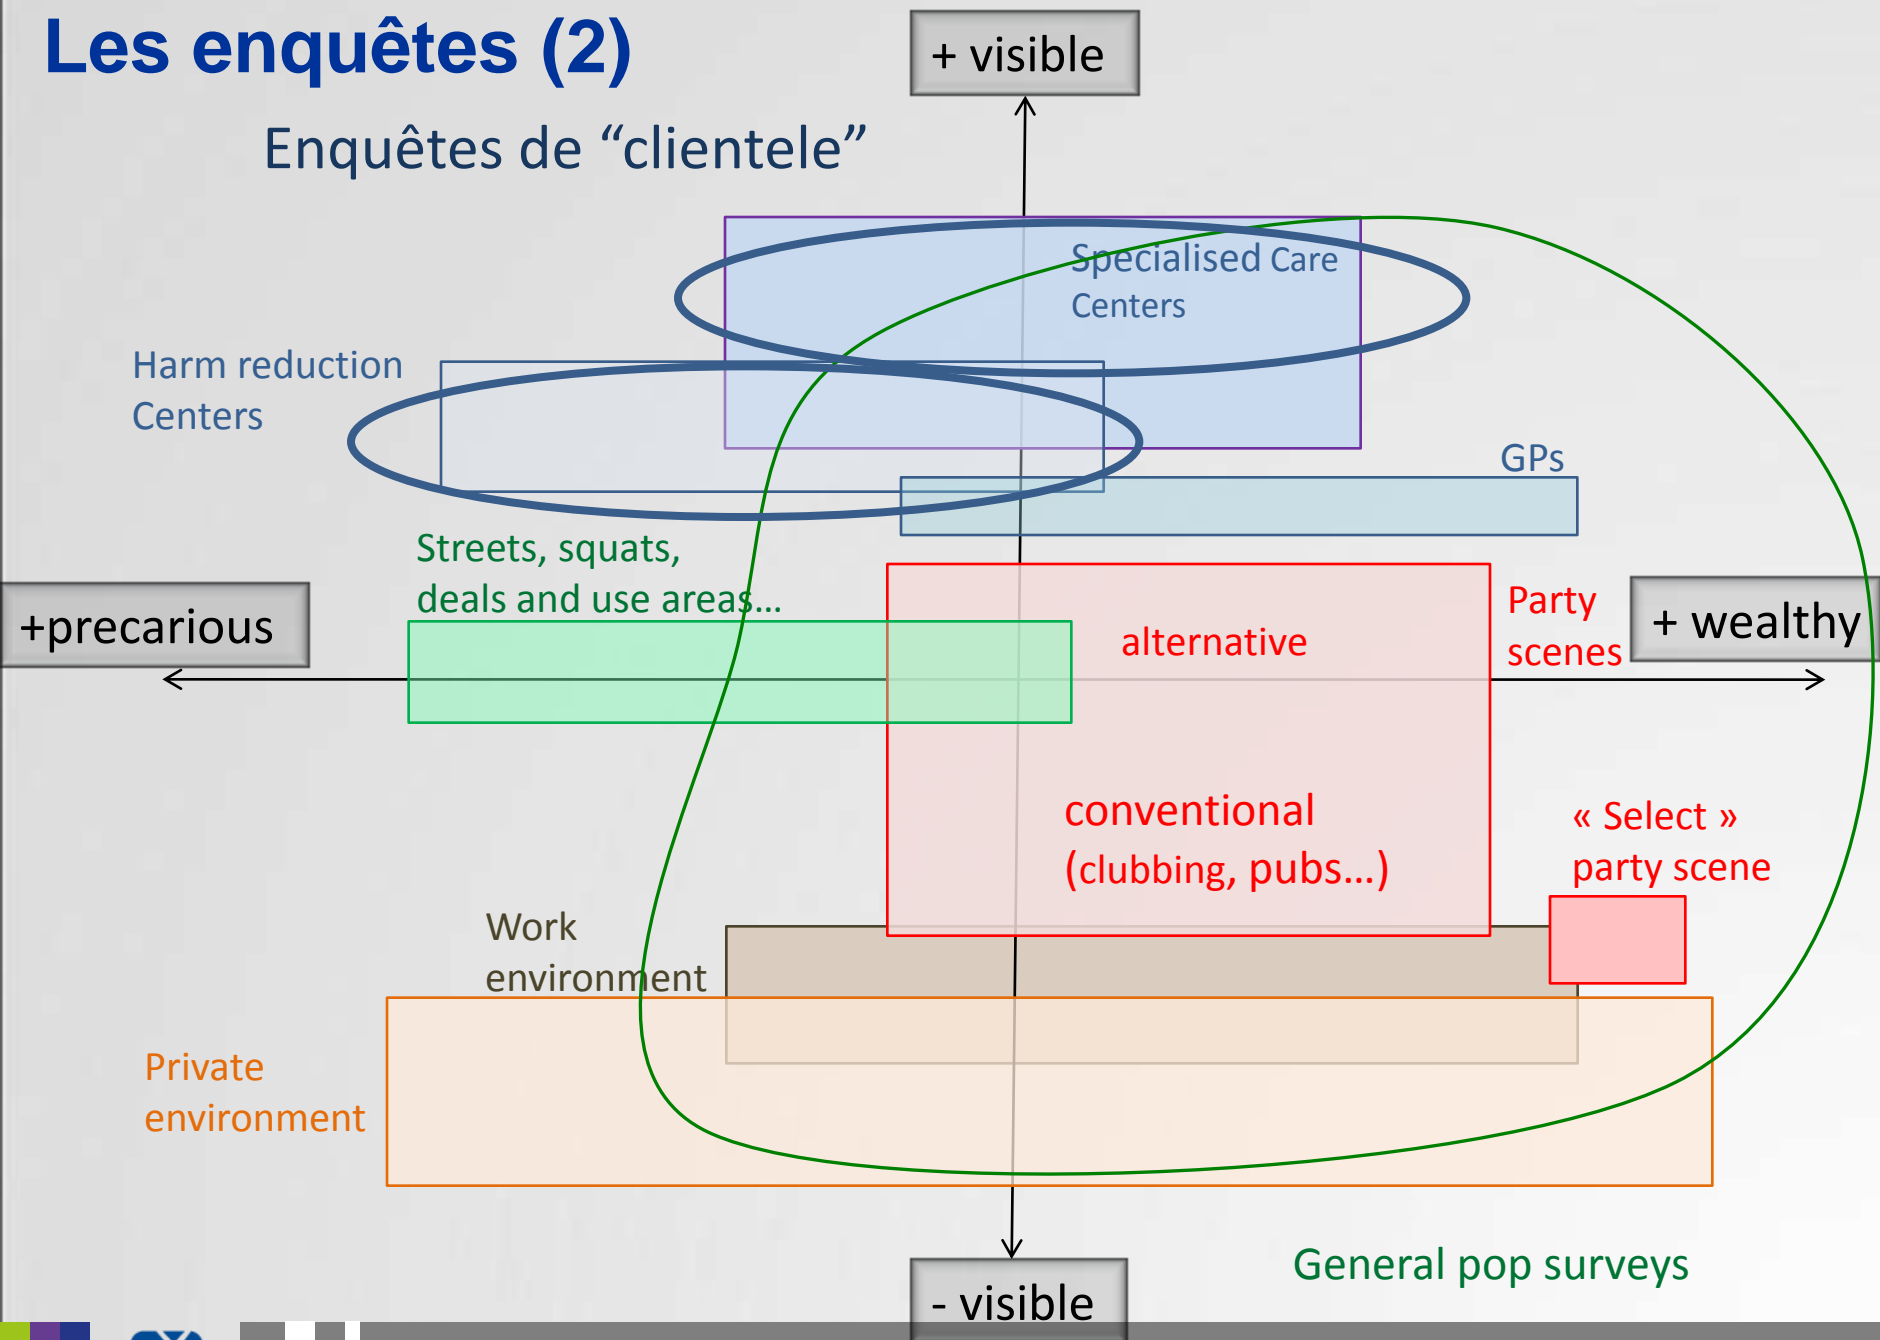 Les enquêtes (2)
+ visible
Enquêtes de “clientele”
Specialised Care
Centers
Harm reduction
Centers
GPs
Streets, squats,
deals and use areas...
+precarious
Party
scenes
+ wealthy
alternative
conventional
(clubbing, pubs...)
« Select »
party scene
Work
environment
Private
environment
General pop surveys
- visible